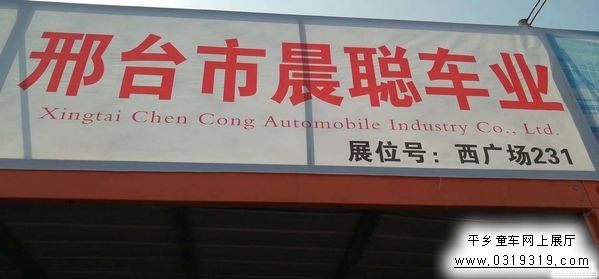 邢台市晨聪车业
Xingtai Chen Cong Automobile Industry Co., Ltd.
展位号：西广场231
平乡童车网上展厅
www.0319319.com